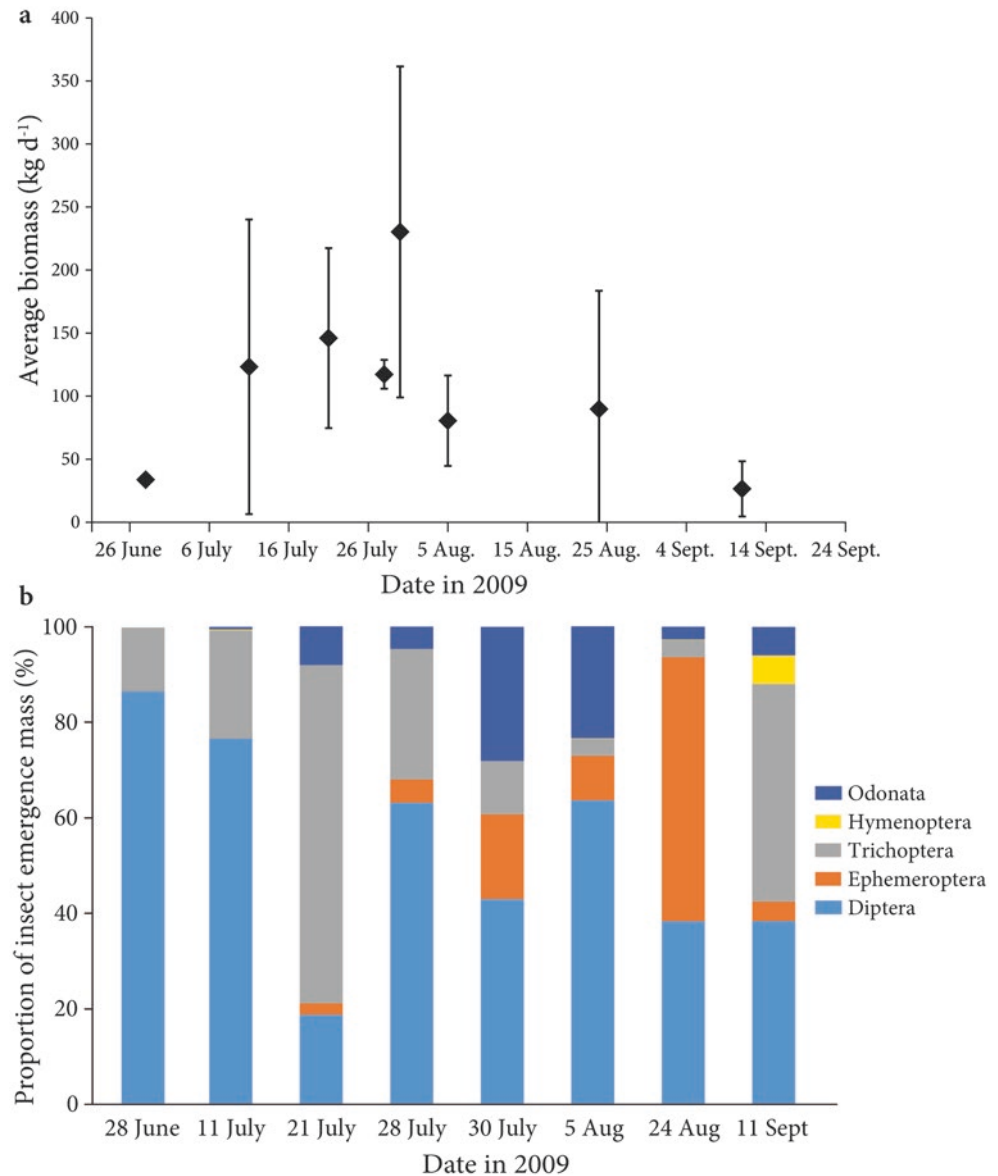 a
400
350
300
250
200
150
100
50
0
Average biomass (kg d⁻¹)
26 June 6 July 16 July 26 July 5 Aug. 15 Aug. 25 Aug. 4 Sept. 14 Sept. 24 Sept.
Date in 2009
b
100
80
60
40
20
0
Proportion of insect emergence mass (%)
Odonata
Hymenoptera
Trichoptera
Ephemeroptera
Diptera
28 June 11 July 21 July 28 July 30 July 5 Aug 24 Aug 11 Sept
Date in 2009